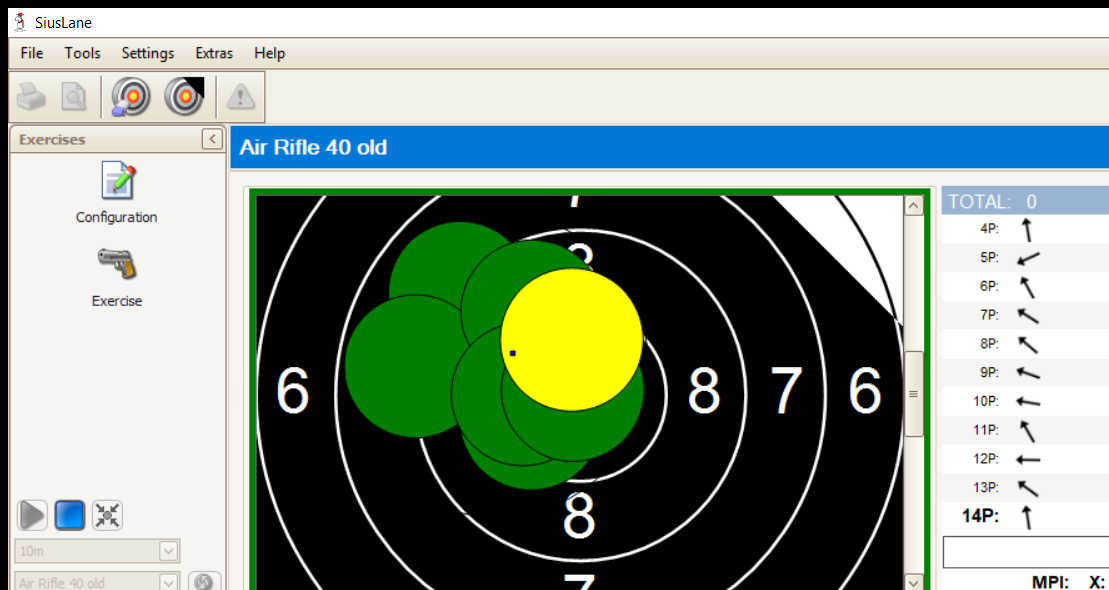 SiusLane
File Tools Settings Extras Help
Exercises
Air Rifle 40 old
Configuration
Exercise
10m
Air Rifle 40 old
6 8 7 6
8
7
TOTAL: 0
4P:
5P:
6P:
7P:
8P:
9P:
10P:
11P:
12P:
13P:
14P:
MPI: X: